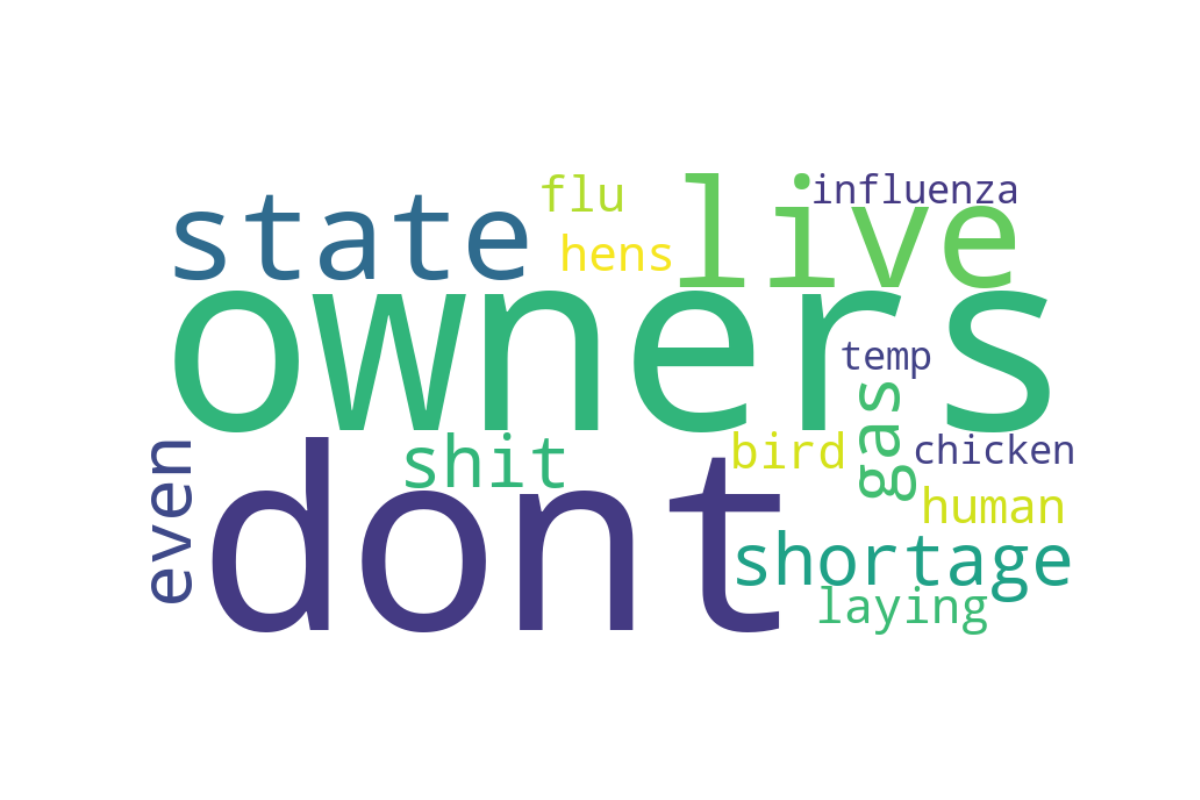 state
flu
live
influenza
hens
owners
temp
gas
even
shit
bird
chicken
dont
human
shortage
laying